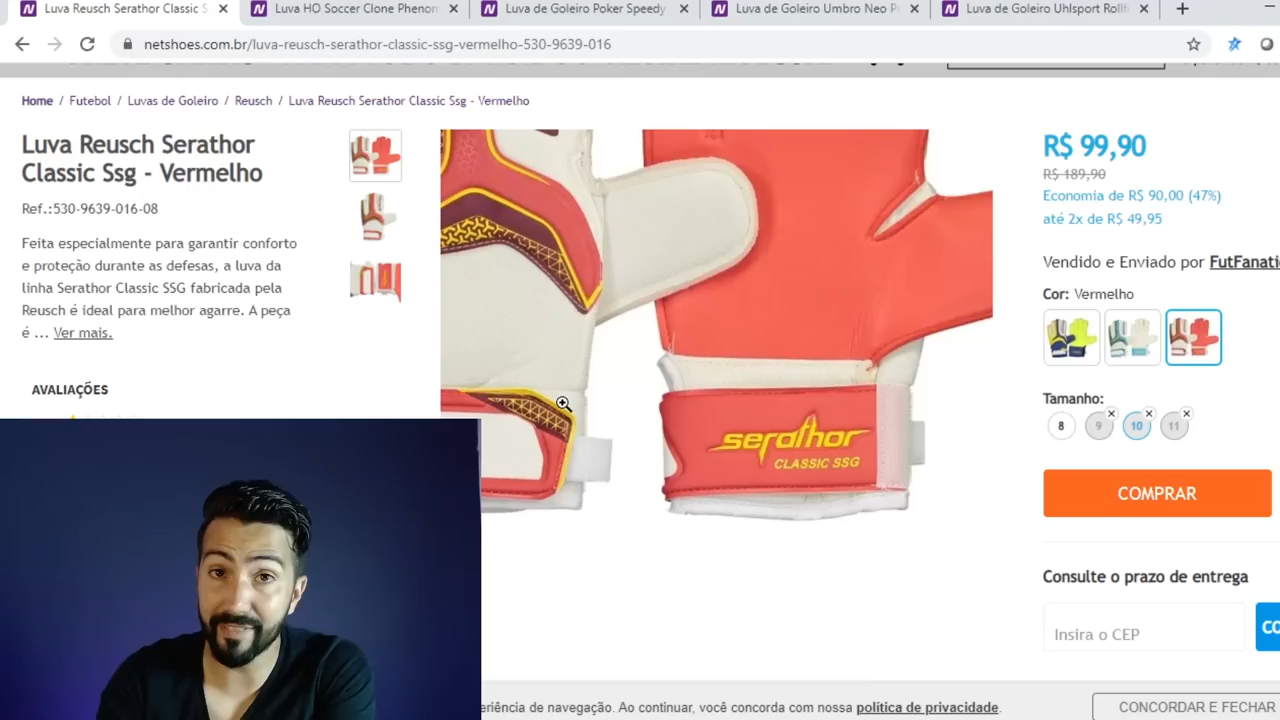 Luva Reusch Serathor Classic S
Luva HO Soccer Clone Phenom
Luva de Goleiro Poker Speedy
Luva de Goleiro Umbro Neo P
Luva de Goleiro Uhlsport Rollf
netshoes.com.br/luva-reusch-serathor-classic-ssg-vermelho-530-9639-016
Home / Futebol / Luvas de Goleiro / Reusch / Luva Reusch Serathor Classic Ssg - Vermelho
Luva Reusch Serathor
Classic Ssg - Vermelho
Ref.:530-9639-016-08
Feita especialmente para garantir conforto
e proteção durante as defesas, a luva da
linha Serathor Classic SSG fabricada pela
Reusch é ideal para melhor agarre. A peça
é ... Ver mais.
AVALIAÇÕES
serathor
CLASSIC SSG
R$ 99,90
R$ 189,90
Economia de R$ 90,00 (47%)
até 2x de R$ 49,95
Vendido e Enviado por FutFanati
Cor: Vermelho
Tamanho:
8 9 10 11
COMPRAR
Consulte o prazo de entrega
Insira o CEP
CO
eriência de navegação. Ao continuar, você concorda com nossa política de privacidade.
CONCORDAR E FECHAR